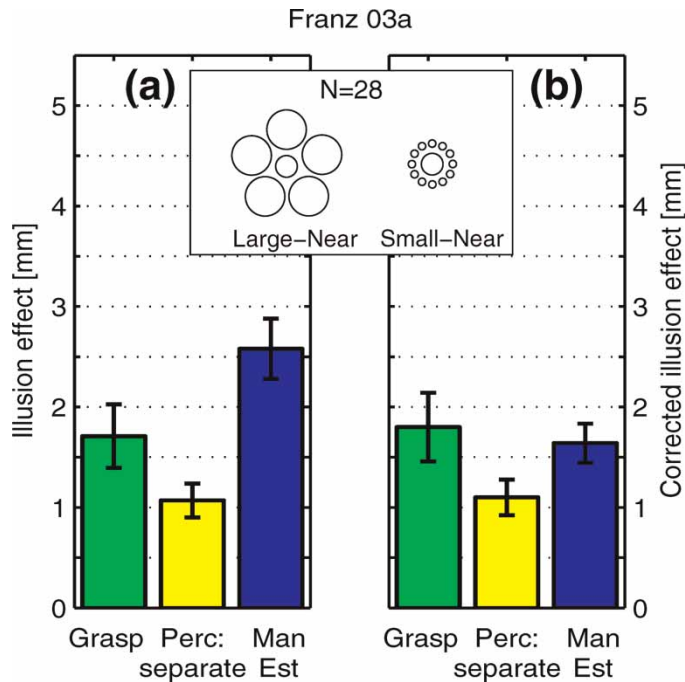 Franz 03a
(a)
(b)
N=28
Large–Near
Small–Near
Illusion effect [mm]
5
4
3
2
1
0
Grasp
Perc:
separate
Man
Est
Grasp
Perc:
separate
Man
Est
5
4
3
2
1
0
Corrected illusion effect [mm]